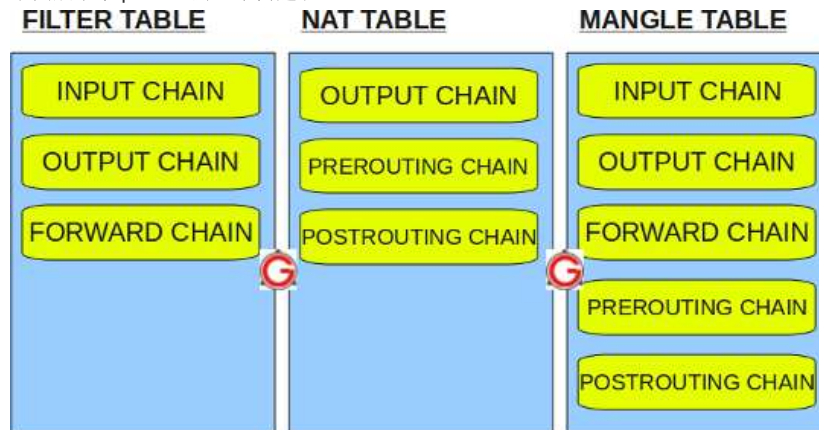 FILTER TABLE
INPUT CHAIN
OUTPUT CHAIN
FORWARD CHAIN
NAT TABLE
OUTPUT CHAIN
PREROUTING CHAIN
POSTROUTING CHAIN
MANGLE TABLE
INPUT CHAIN
OUTPUT CHAIN
FORWARD CHAIN
PREROUTING CHAIN
POSTROUTING CHAIN
G
G